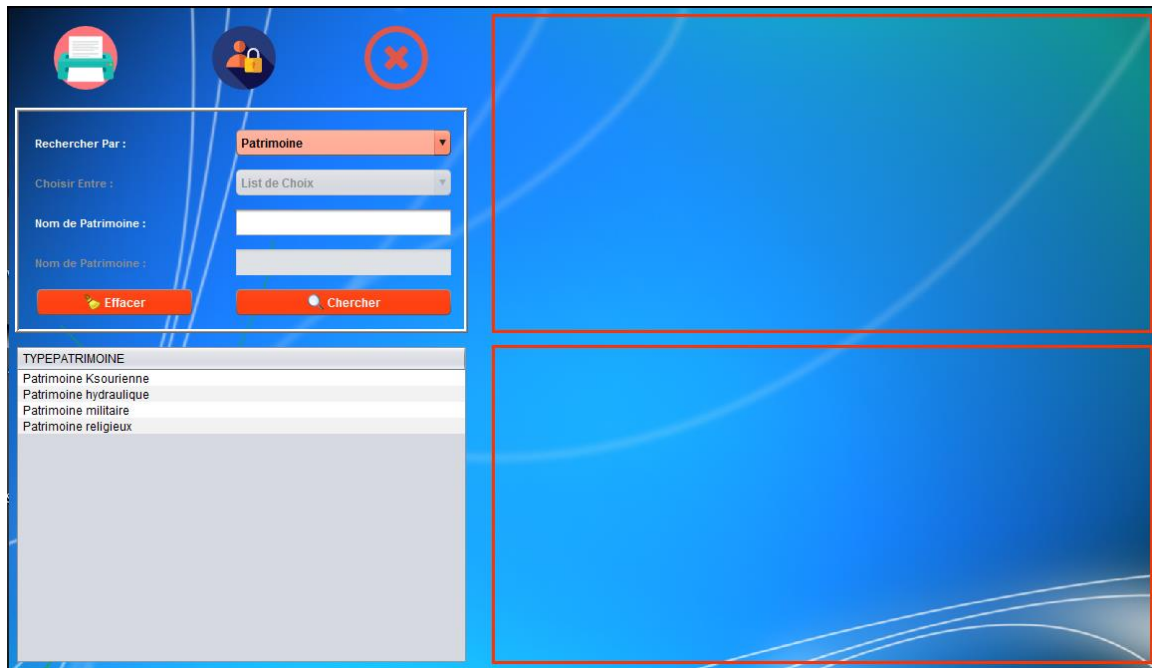 Rechercher Par :
Patrimoine
Choisir Entre :
List de Choix
Nom de Patrimoine :
Nom de Patrimoine :
Effacer
Chercher
TYPEPATRIMOINE
Patrimoine Ksourienne
Patrimoine hydraulique
Patrimoine militaire
Patrimoine religieux